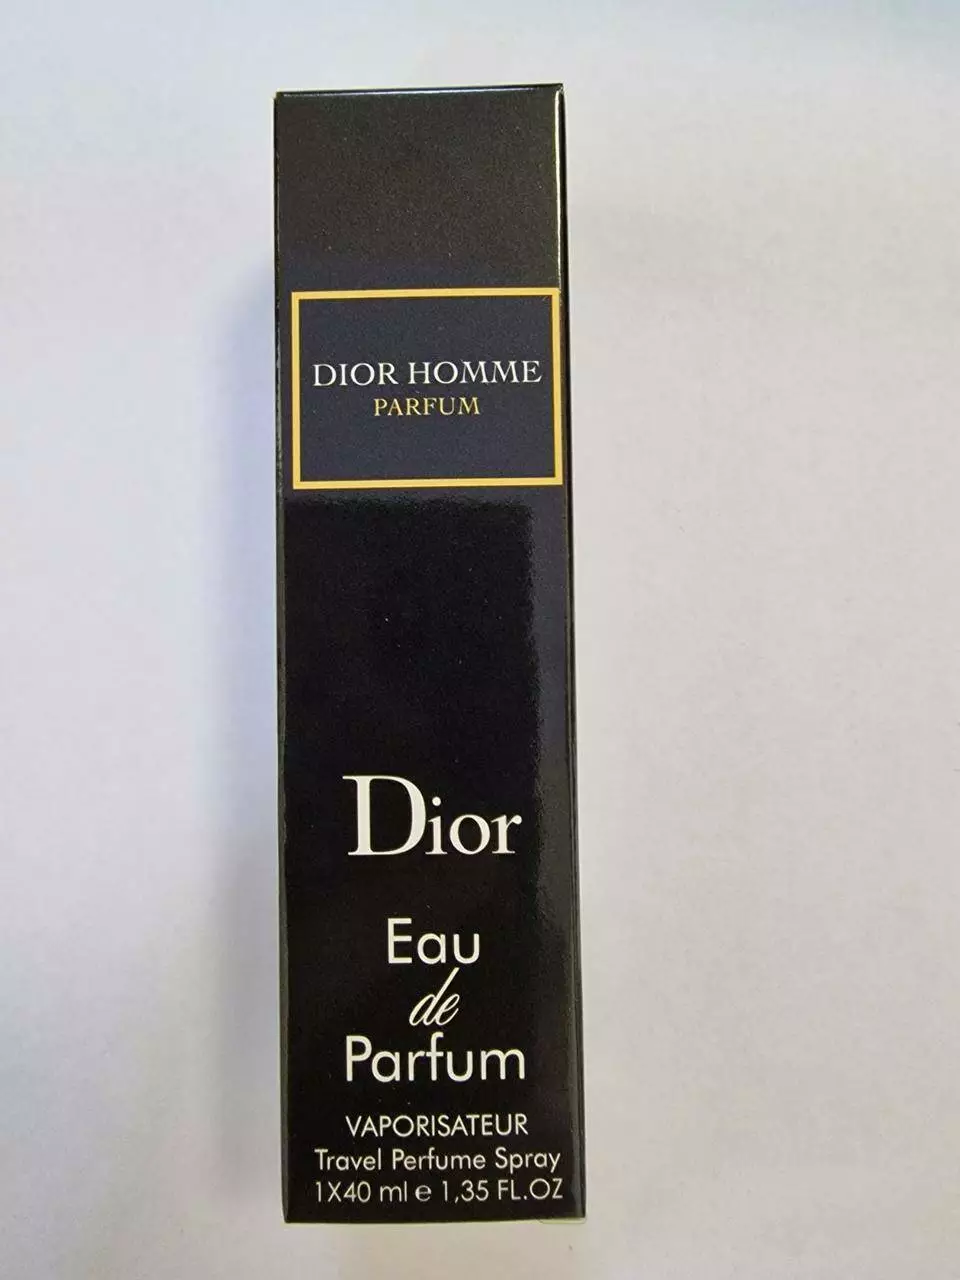 DIOR HOMME
PARFUM
Dior
Eau
de
Parfum
VAPORISATEUR
Travel Perfume Spray
1X40 ml e 1,35 FL.OZ